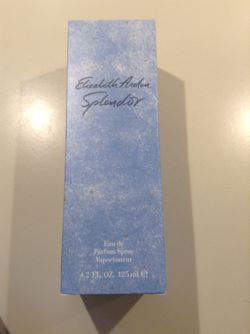 Elizabeth Arden
Splendor
Eau de
Parfum Spray
Vaporisateur
4.2 FL. OZ. 125 ml ℮